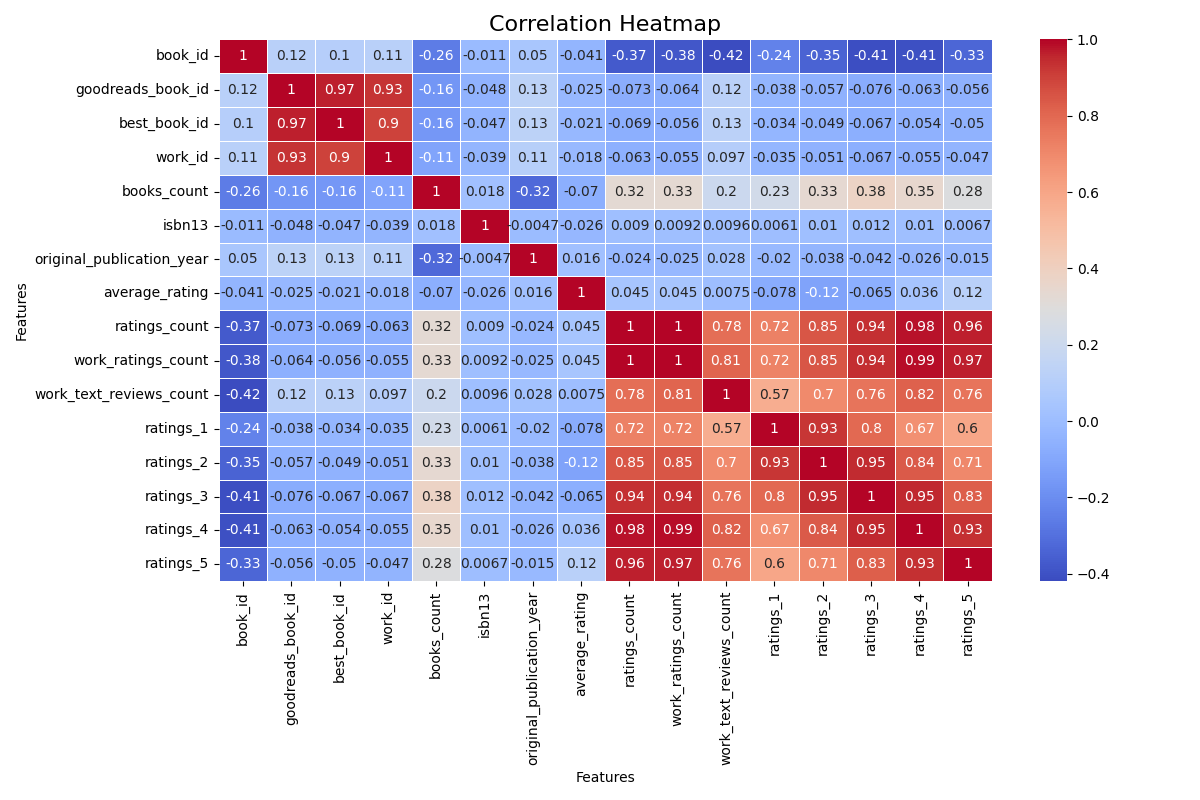 Correlation Heatmap
book_id 1 0.12 0.1 0.11 -0.26 -0.011 0.05 -0.041 -0.37 -0.38 -0.42 -0.24 -0.35 -0.41 -0.41 -0.33
goodreads_book_id 0.12 1 0.97 0.93 -0.16 -0.048 0.13 -0.025 -0.073 -0.064 0.12 -0.038 -0.057 -0.076 -0.063 -0.056
best_book_id 0.1 0.97 1 0.9 -0.16 -0.047 0.13 -0.021 -0.069 -0.056 0.13 -0.034 -0.049 -0.067 -0.054 -0.05
work_id 0.11 0.93 0.9 1 -0.11 -0.039 0.11 -0.018 -0.063 -0.055 0.097 -0.035 -0.051 -0.067 -0.055 -0.047
books_count -0.26 -0.16 -0.16 -0.11 1 0.018 -0.32 -0.07 0.32 0.33 0.2 0.23 0.33 0.38 0.35 0.28
isbn13 -0.011 -0.048 -0.047 -0.039 0.018 1 -0.0047 -0.026 0.009 0.0092 0.0096 0.0061 0.01 0.012 0.01 0.0067
original_publication_year 0.05 0.13 0.13 0.11 -0.32 -0.0047 1 0.016 -0.024 -0.025 0.028 -0.02 -0.038 -0.042 -0.026 -0.015
average_rating -0.041 -0.025 -0.021 -0.018 -0.07 -0.026 0.016 1 0.045 0.045 0.0075 -0.078 -0.12 -0.065 0.036 0.12
ratings_count -0.37 -0.073 -0.069 -0.063 0.32 0.009 -0.024 0.045 1 1 0.78 0.72 0.85 0.94 0.98 0.96
work_ratings_count -0.38 -0.064 -0.056 -0.055 0.33 0.0092 -0.025 0.045 1 1 0.81 0.72 0.85 0.94 0.99 0.97
work_text_reviews_count -0.42 0.12 0.13 0.097 0.2 0.0096 0.028 0.0075 0.78 0.81 1 0.57 0.7 0.76 0.82 0.76
ratings_1 -0.24 -0.038 -0.034 -0.035 0.23 0.0061 -0.02 -0.078 0.72 0.72 0.57 1 0.93 0.8 0.67 0.6
ratings_2 -0.35 -0.057 -0.049 -0.051 0.33 0.01 -0.038 -0.12 0.85 0.85 0.7 0.93 1 0.95 0.84 0.71
ratings_3 -0.41 -0.076 -0.067 -0.067 0.38 0.012 -0.042 -0.065 0.94 0.94 0.76 0.8 0.95 1 0.95 0.83
ratings_4 -0.41 -0.063 -0.054 -0.055 0.35 0.01 -0.026 0.036 0.98 0.99 0.82 0.67 0.84 0.95 1 0.93
ratings_5 -0.33 -0.056 -0.05 -0.047 0.28 0.0067 -0.015 0.12 0.96 0.97 0.76 0.6 0.71 0.83 0.93 1
Features
book_id
goodreads_book_id
best_book_id
work_id
books_count
isbn13
original_publication_year
average_rating
ratings_count
work_ratings_count
work_text_reviews_count
ratings_1
ratings_2
ratings_3
ratings_4
ratings_5
Features
1.0
0.8
0.6
0.4
0.2
0.0
−0.2
−0.4